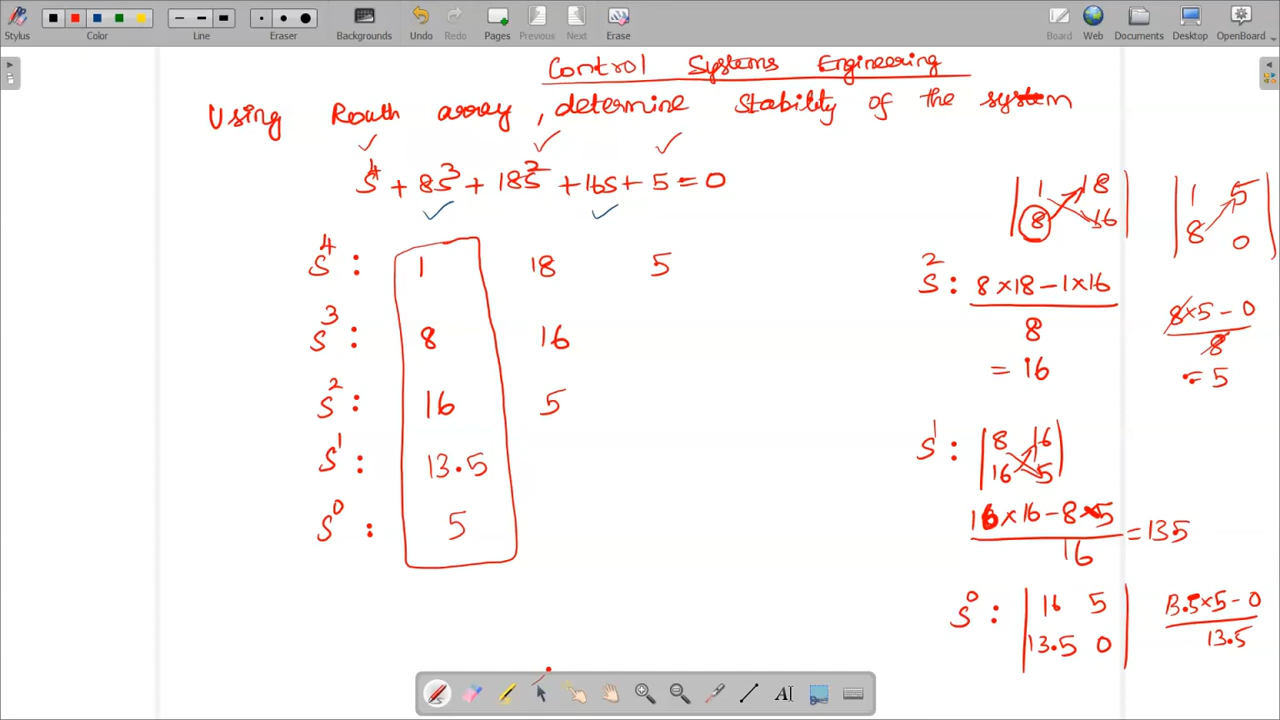 Stylus Color Line Eraser Backgrounds Undo Redo Pages Previous Next Erase Board Web Documents Desktop OpenBoard
Control Systems Engineering
Using Routh array, determine stability of the system
S⁴ + 8S³ + 18S² + 16S + 5 = 0
S⁴ : 1 18 5
S³ : 8 16
S² : 16 5
S¹ : 13.5
S⁰ : 5
1 18
8 16
1 5
8 0
S² : 8×18 - 1×16
8
= 16
8×5 - 0
8
= 5
S¹ : 8 16
16 5
16×16 - 8×5
16
= 13.5
S⁰ : 16 5
13.5 0
13.5×5 - 0
13.5